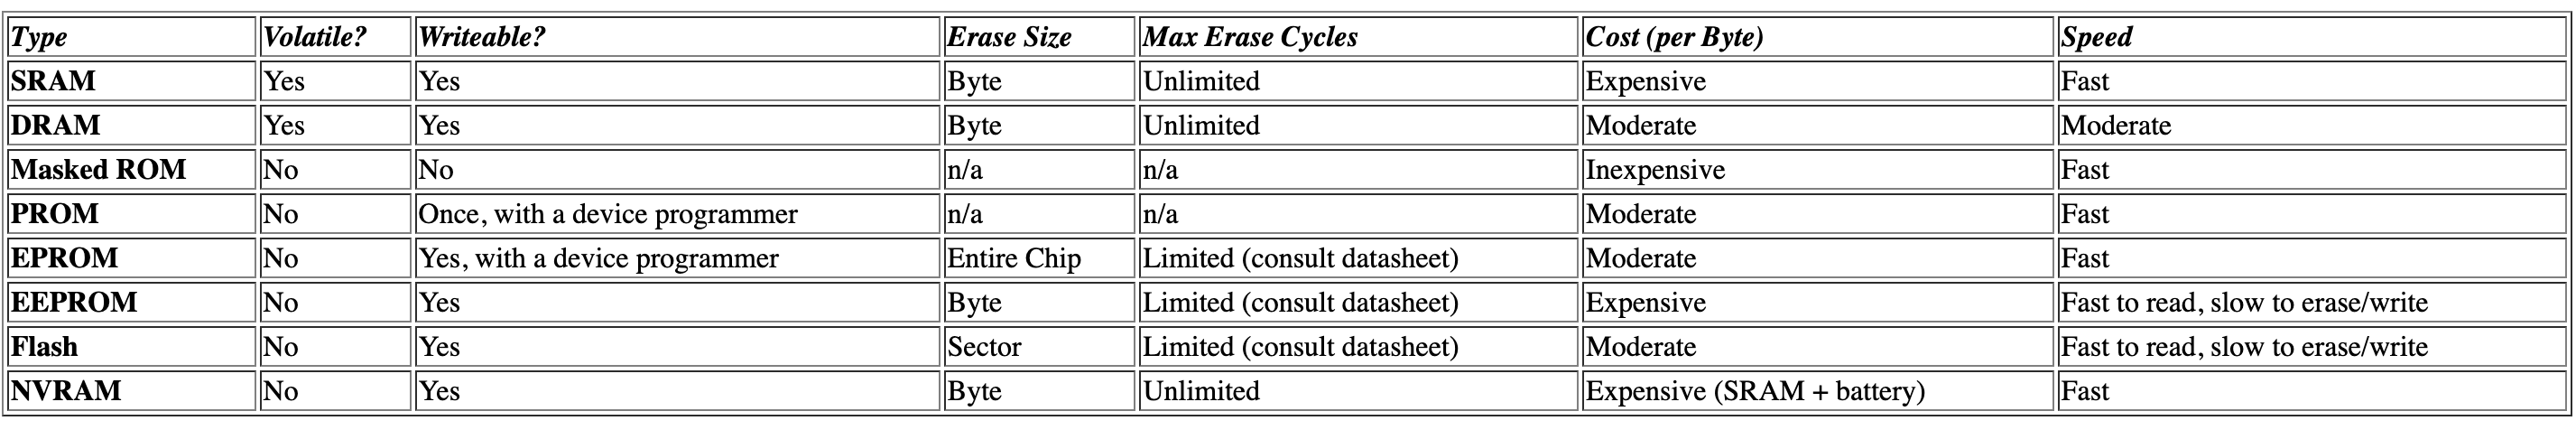 Type Volatile? Writeable? Erase Size Max Erase Cycles Cost (per Byte) Speed
SRAM Yes Yes Byte Unlimited Expensive Fast
DRAM Yes Yes Byte Unlimited Moderate Moderate
Masked ROM No No n/a n/a Inexpensive Fast
PROM No Once, with a device programmer n/a n/a Moderate Fast
EPROM No Yes, with a device programmer Entire Chip Limited (consult datasheet) Moderate Fast
EEPROM No Yes Byte Limited (consult datasheet) Expensive Fast to read, slow to erase/write
Flash No Yes Sector Limited (consult datasheet) Moderate Fast to read, slow to erase/write
NVRAM No Yes Byte Unlimited Expensive (SRAM + battery) Fast